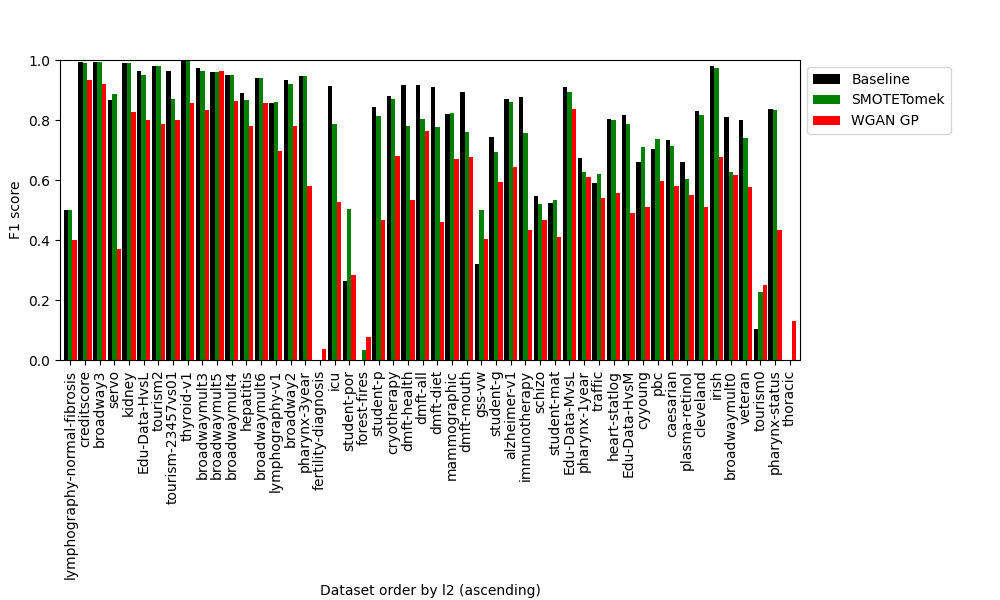 1.0
0.8
0.6
0.4
0.2
0.0
F1 score
Baseline
SMOTETomek
WGAN GP
lymphography-normal-fibrosis
creditscore
broadway3
servo
kidney
Edu-Data-HvsL
tourism2
tourism-23457vs01
thyroid-v1
broadwaymult3
broadwaymult5
broadwaymult4
hepatitis
broadwaymult6
lymphography-v1
broadway2
pharynx-3year
fertility-diagnosis
icu
student-por
forest-fires
student-p
cryotherapy
dmft-health
dmft-all
dmft-diet
mammographic
dmft-mouth
gss-vw
student-g
alzheimer-v1
immunotherapy
schizo
student-mat
Edu-Data-MvsL
pharynx-1year
traffic
heart-statlog
Edu-Data-HvsM
cyyoung
pbc
caesarian
plasma-retinol
cleveland
irish
broadwaymult0
veteran
tourism0
pharynx-status
thoracic
Dataset order by l2 (ascending)